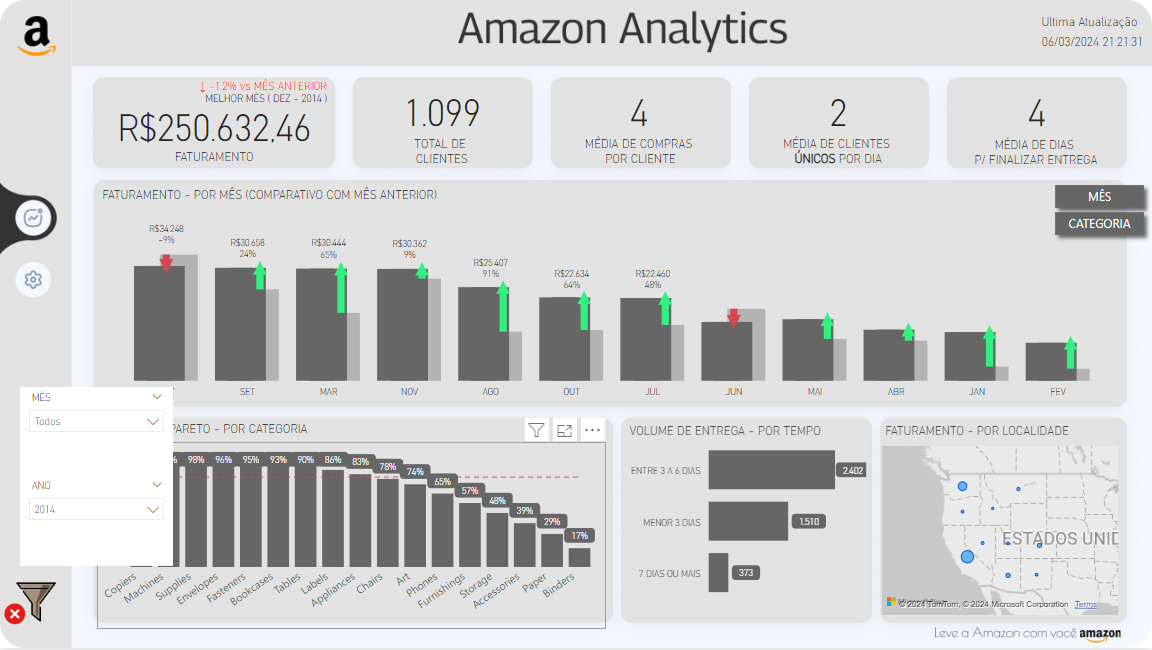 a
Amazon Analytics
Ultima Atualização
06/03/2024 21:21:31
↓ -1.2% vs MÊS ANTERIOR
MELHOR MÊS ( DEZ - 2014 )
R$250.632,46
FATURAMENTO
1.099
TOTAL DE
CLIENTES
4
MÉDIA DE COMPRAS
POR CLIENTE
2
MÉDIA DE CLIENTES
ÚNICOS POR DIA
4
MÉDIA DE DIAS
P/ FINALIZAR ENTREGA
FATURAMENTO - POR MÊS (COMPARATIVO COM MÊS ANTERIOR)
MÊS
CATEGORIA
R$34.248
-9%
R$30.658
24%
R$30.444
65%
R$30.362
9%
R$25.407
91%
R$22.634
64%
R$22.460
48%
SET MAR NOV AGO OUT JUL JUN MAI ABR JAN FEV
MÊS
Todos
ANO
2014
PARETO - POR CATEGORIA
% 98% 96% 95% 93% 90% 86% 83% 78% 74% 65% 57% 48% 39% 29% 17%
Copiers Machines Supplies Envelopes Fasteners Bookcases Tables Labels Appliances Chairs Art Phones Furnishings Storage Accessories Paper Binders
VOLUME DE ENTREGA - POR TEMPO
ENTRE 3 A 6 DIAS 2.402
MENOR 3 DIAS 1.510
7 DIAS OU MAIS 373
FATURAMENTO - POR LOCALIDADE
ESTADOS UNID
© 2024 TomTom, © 2024 Microsoft Corporation Terms
Leve a Amazon com você amazon